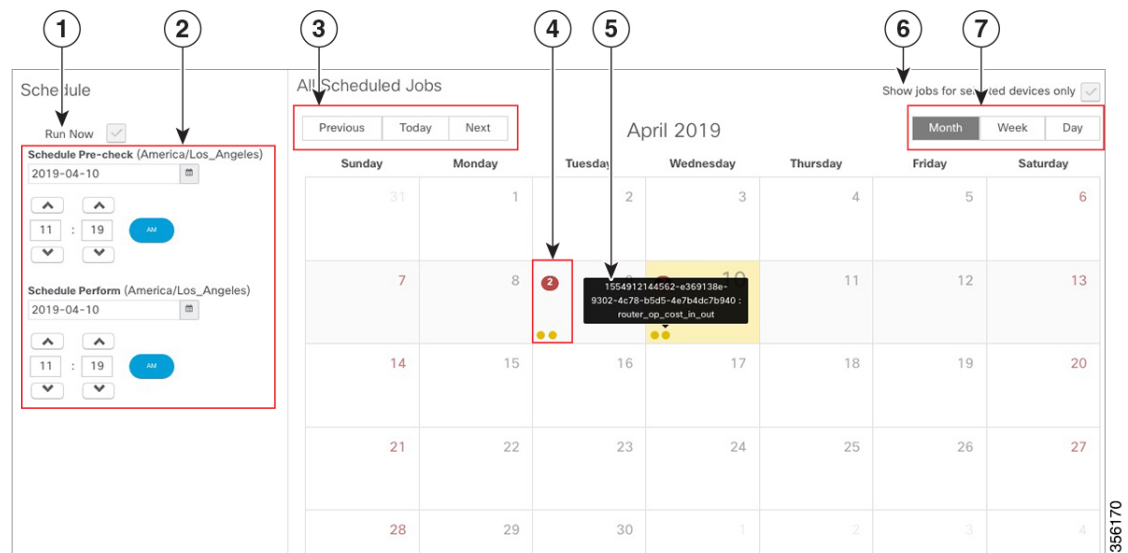 1 2 3 4 5 6 7
Schedule
All Scheduled Jobs
Show jobs for selected devices only
Run Now
Previous Today Next
April 2019
Month Week Day
Schedule Pre-check (America/Los_Angeles)
2019-04-10
11 : 19 AM
Schedule Perform (America/Los_Angeles)
2019-04-10
11 : 19 AM
Sunday Monday Tuesday Wednesday Thursday Friday Saturday
31 1 2 3 4 5 6
7 8 9 10 11 12 13
2
1554912144562-e369138e-
9302-4c78-b5d5-4e7b4dc7b940 :
router_op_cost_in_out
14 15 16 17 18 19 20
21 22 23 24 25 26 27
28 29 30 1 2 3 4
356170